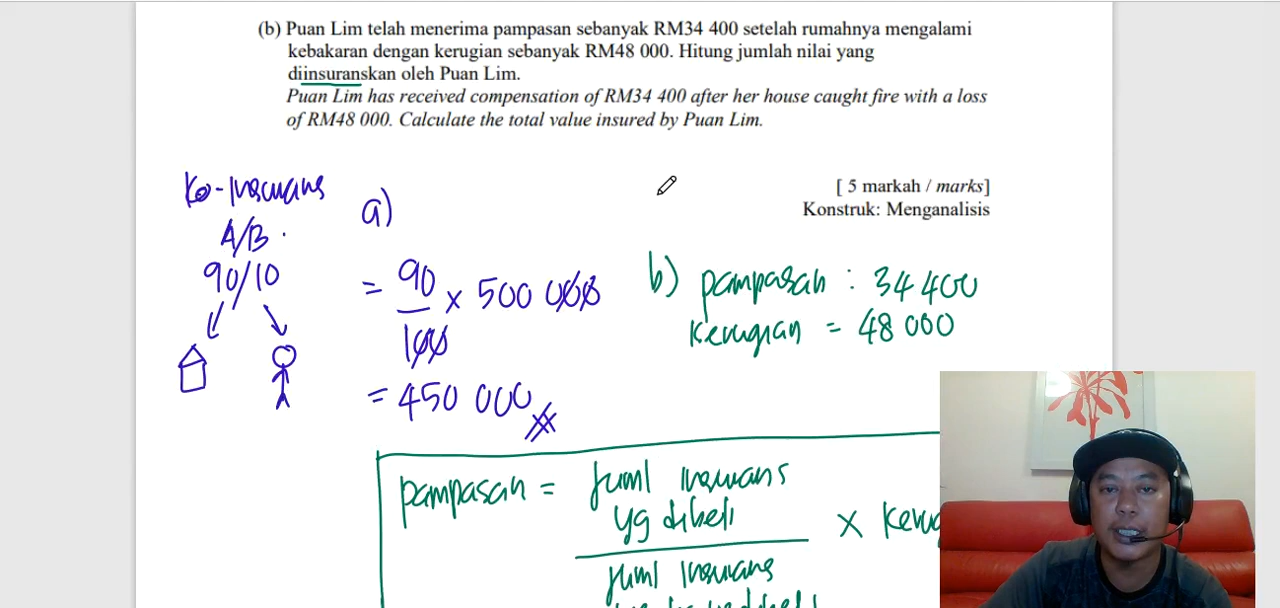 (b) Puan Lim telah menerima pampasan sebanyak RM34 400 setelah rumahnya mengalami
kebakaran dengan kerugian sebanyak RM48 000. Hitung jumlah nilai yang
diinsuranskan oleh Puan Lim.
Puan Lim has received compensation of RM34 400 after her house caught fire with a loss
of RM48 000. Calculate the total value insured by Puan Lim.
[ 5 markah / marks]
Konstruk: Menganalisis
Ko-Insurans
A/B
90/10
a)
= 90/100 × 500 000
= 450 000
b) pampasan : 34 400
kerugian = 48 000
pampasan = Juml insurans
yg dibeli
× keru
Juml insurans